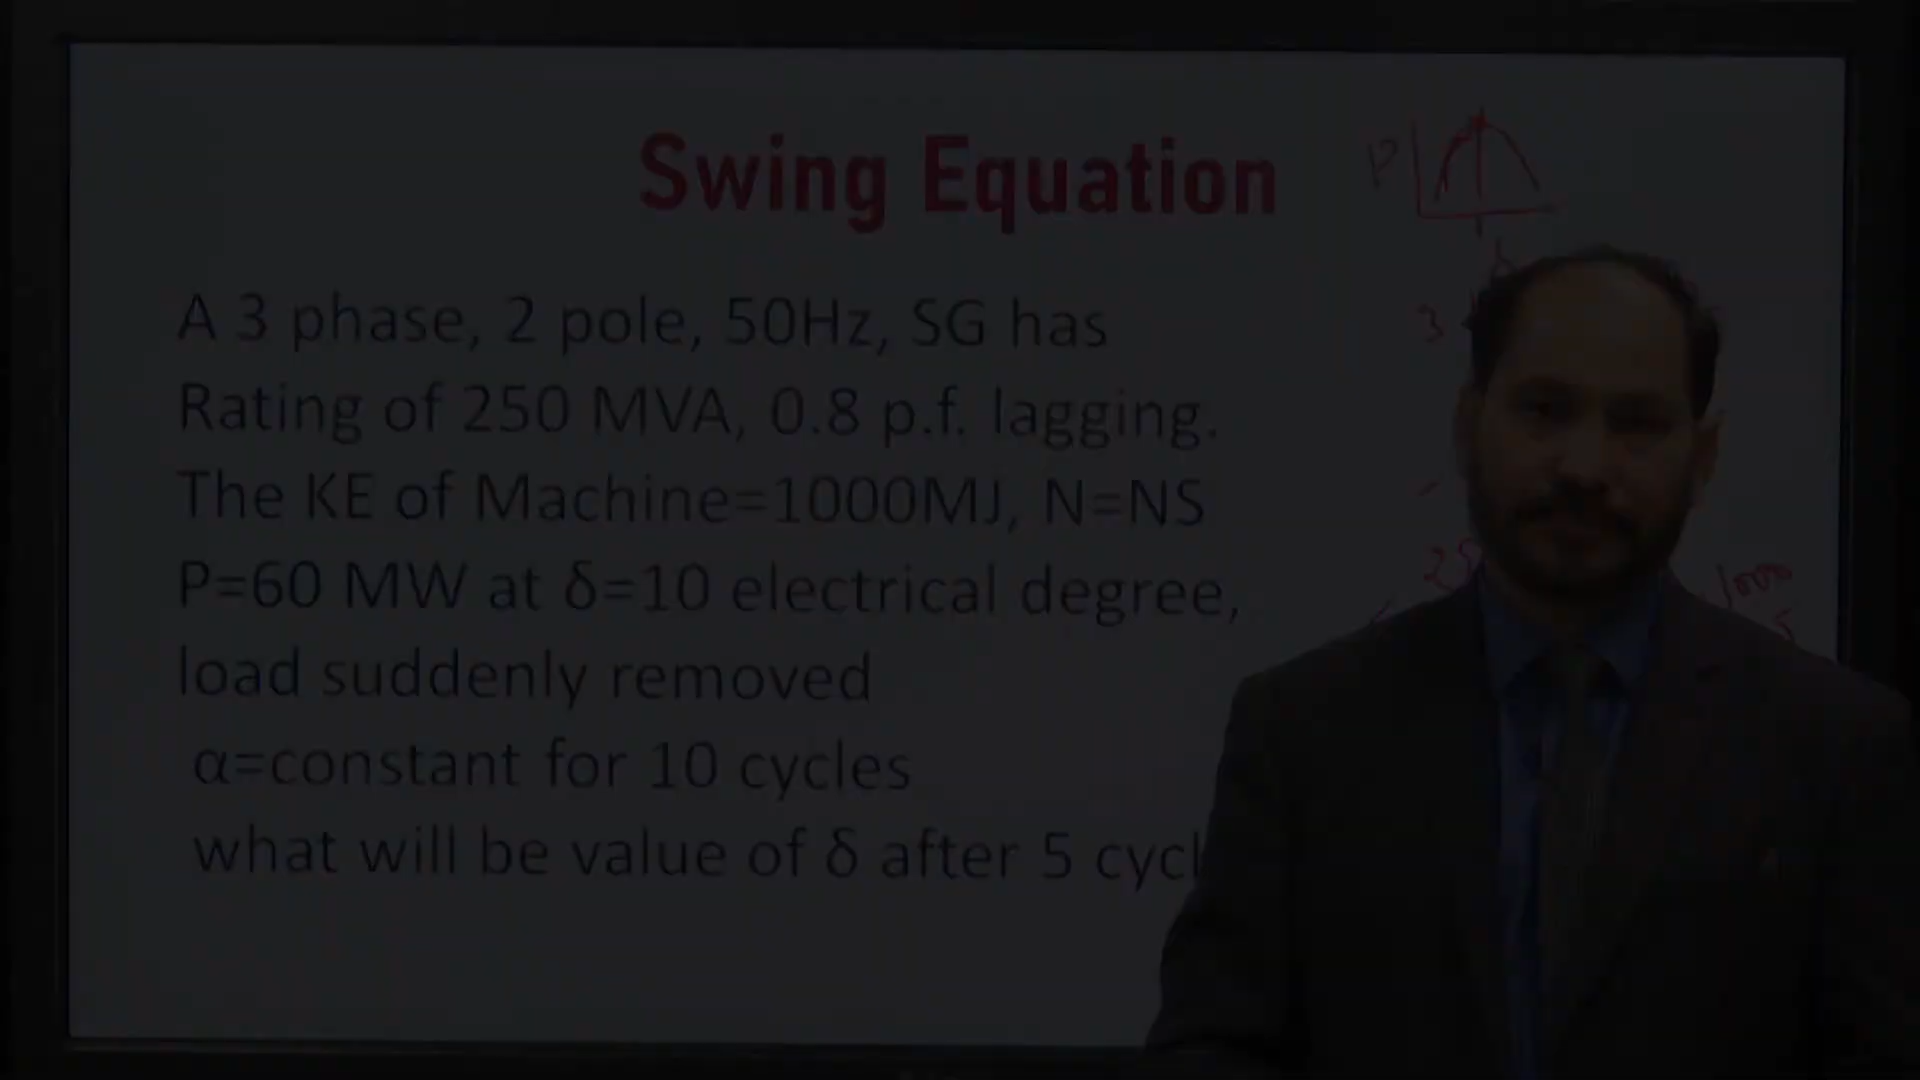 Swing Equation
P
A 3 phase, 2 pole, 50Hz, SG has
3
Rating of 250 MVA, 0.8 p.f. lagging.
The KE of Machine=1000MJ, N=NS
P=60 MW at δ=10 electrical degree,
1000
load suddenly removed
α=constant for 10 cycles
what will be value of δ after 5 cycl